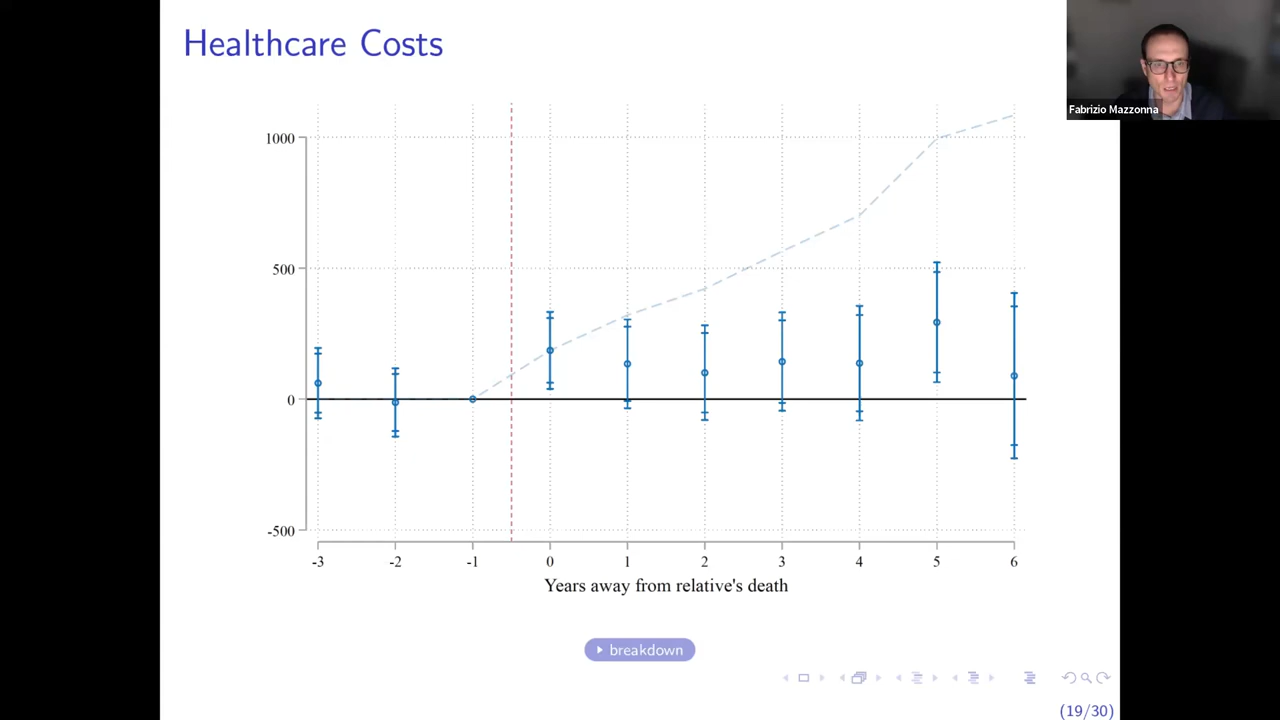 Healthcare Costs
Fabrizio Mazzonna
1000
500
0
-500
-3 -2 -1 0 1 2 3 4 5 6
Years away from relative's death
breakdown
(19/30)